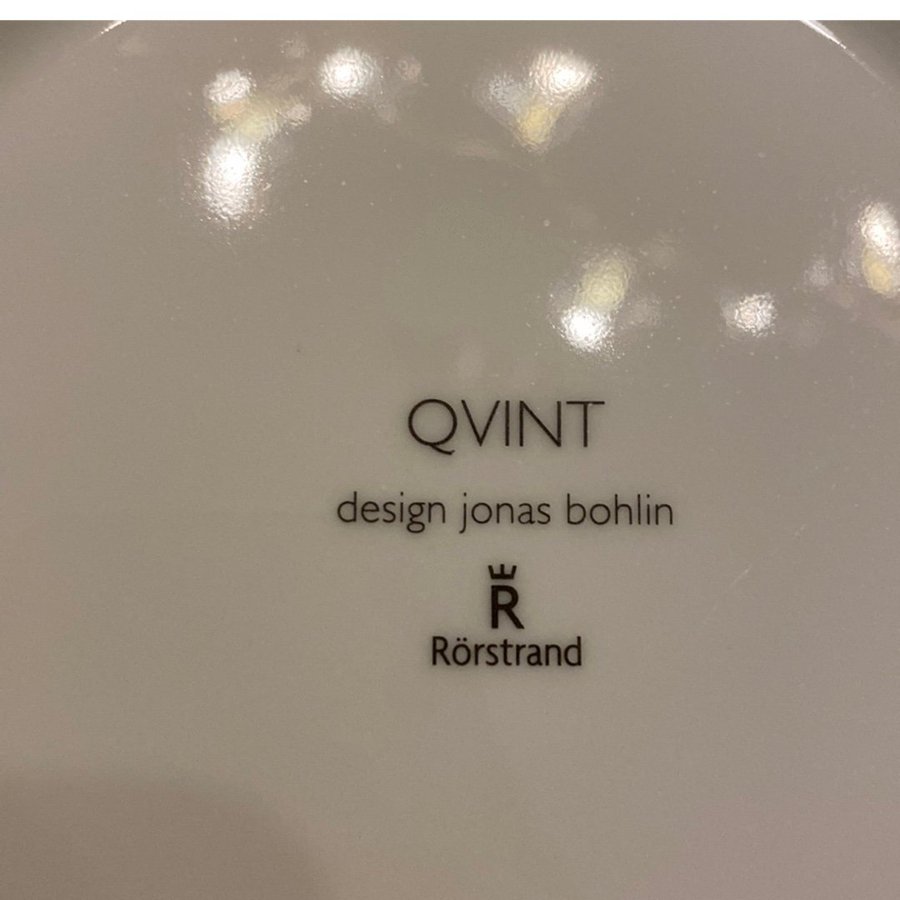 QVINT
design jonas bohlin
R
Rörstrand